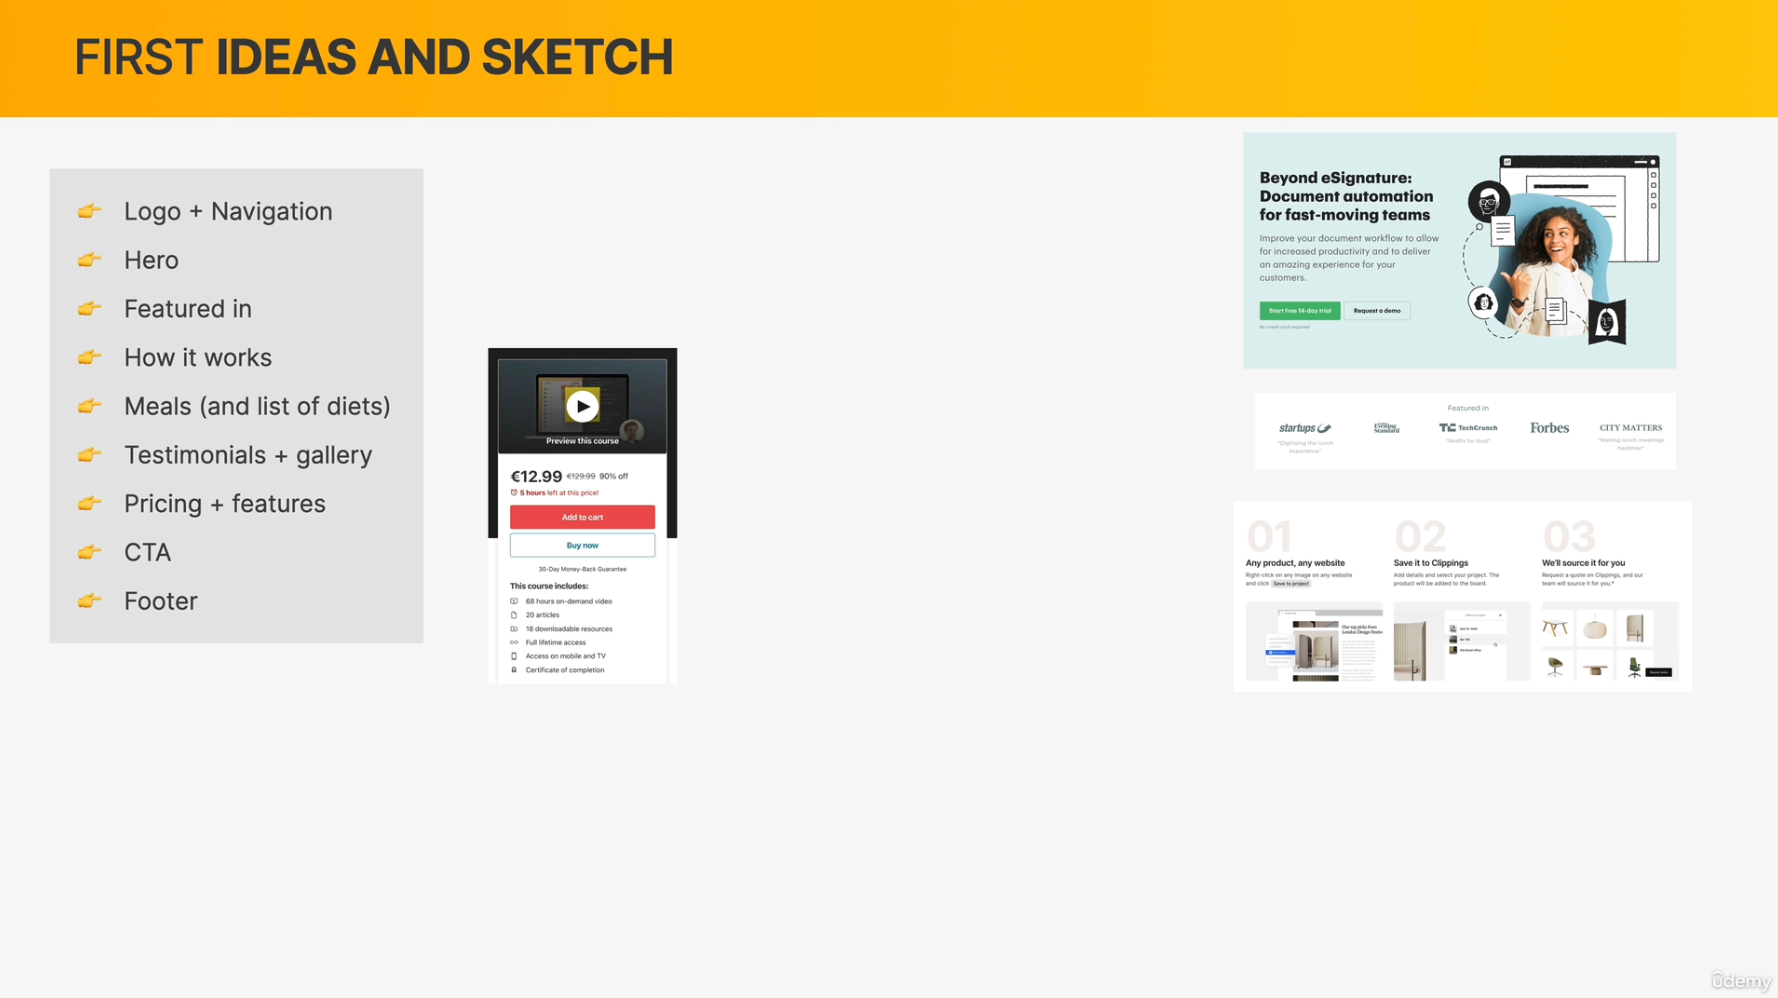 FIRST IDEAS AND SKETCH
👉 Logo + Navigation
👉 Hero
👉 Featured in
👉 How it works
👉 Meals (and list of diets)
👉 Testimonials + gallery
👉 Pricing + features
👉 CTA
👉 Footer
Preview this course
€12.99 €129.99 90% off
5 hours left at this price!
Add to cart
Buy now
30-Day Money-Back Guarantee
This course includes:
68 hours on-demand video
20 articles
18 downloadable resources
Full lifetime access
Access on mobile and TV
Certificate of completion
Beyond eSignature:
Document automation
for fast-moving teams
Improve your document workflow to allow
for increased productivity and to deliver
an amazing experience for your
customers.
Start free 14-day trial
Request a demo
No credit card required
Featured in
startups
Evening
Standard
TechCrunch
Forbes
CITY MATTERS
"Digitising the lunch
experience"
"Netflix for food"
"Making lunch meetings
healthier"
01
Any product, any website
Right-click on any image on any website
and click Save to project
02
Save it to Clippings
Add details and select your project. The
product will be added to the board.
03
We'll source it for you
Request a quote on Clippings, and our
team will source it for you.*
Our top picks from
London Design
ûdemy